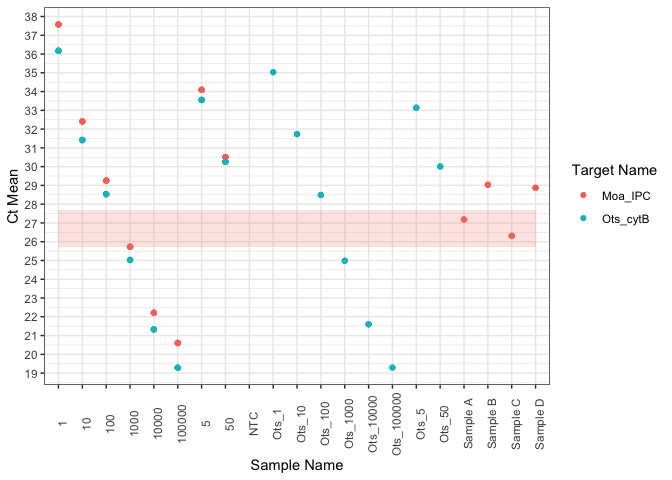 38
37
36
35
34
33
32
31
30
29
28
27
26
25
24
23
22
21
20
19
Ct Mean
1
10
100
1000
10000
100000
5
50
NTC
Ots_1
Ots_10
Ots_100
Ots_1000
Ots_10000
Ots_100000
Ots_5
Ots_50
Sample A
Sample B
Sample C
Sample D
Sample Name
Target Name
Moa_IPC
Ots_cytB